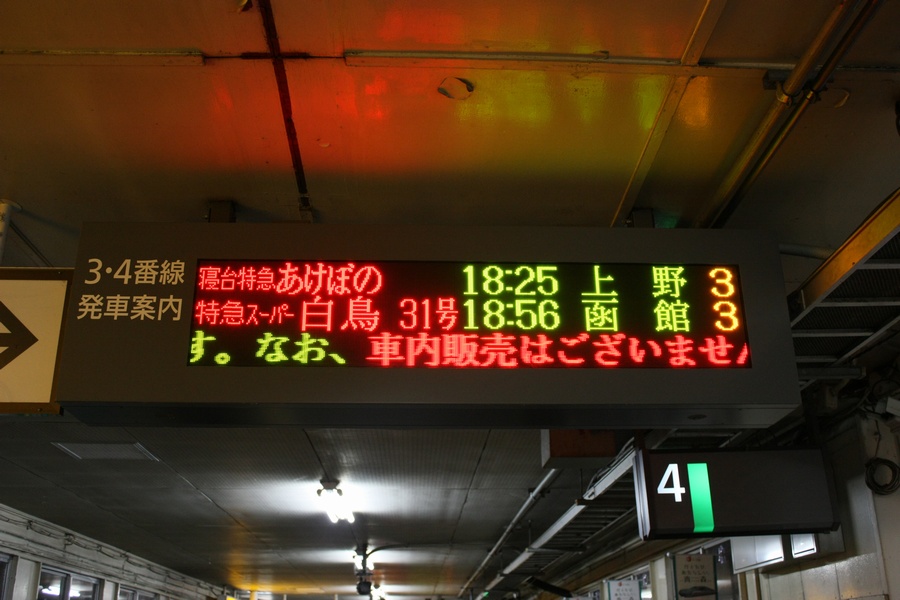 3・4番線
発車案内
寝台特急あけぼの 18:25 上野 3
特急スーパー白鳥 31号 18:56 函館 3
す。なお、車内販売はございませ
4